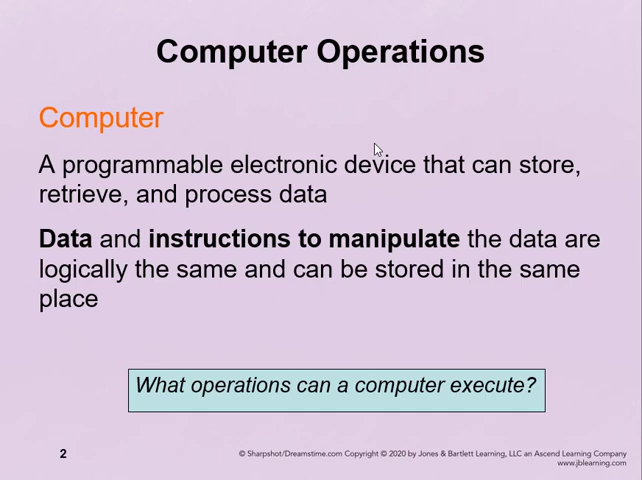 Computer Operations
Computer
A programmable electronic device that can store,
retrieve, and process data
Data and instructions to manipulate the data are
logically the same and can be stored in the same
place
What operations can a computer execute?
2
© Sharpshot/Dreamstime.com Copyright © 2020 by Jones & Bartlett Learning, LLC an Ascend Learning Company
www.jblearning.com